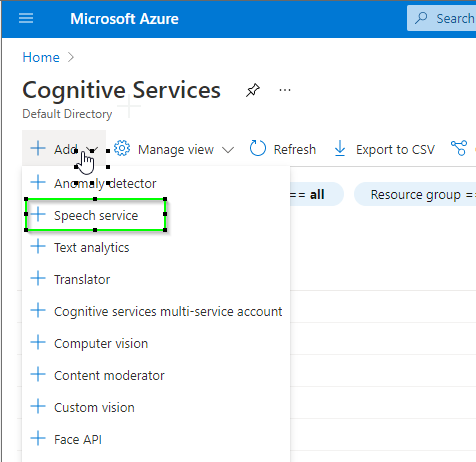 Microsoft Azure Search
Home
Cognitive Services
Default Directory
Add Manage view Refresh Export to CSV
Anomaly detector == all Resource group ==
Speech service
Text analytics
Translator
Cognitive services multi-service account
Computer vision
Content moderator
Custom vision
Face API